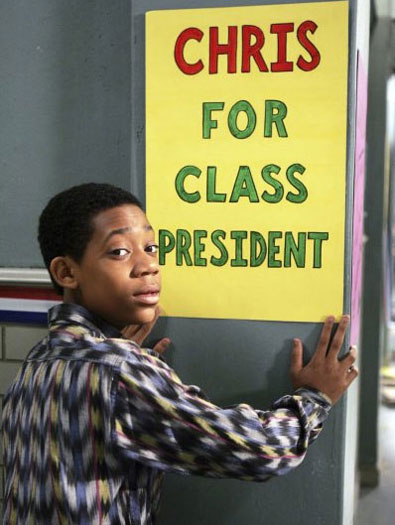 CHRIS
FOR
CLASS
PRESIDENT